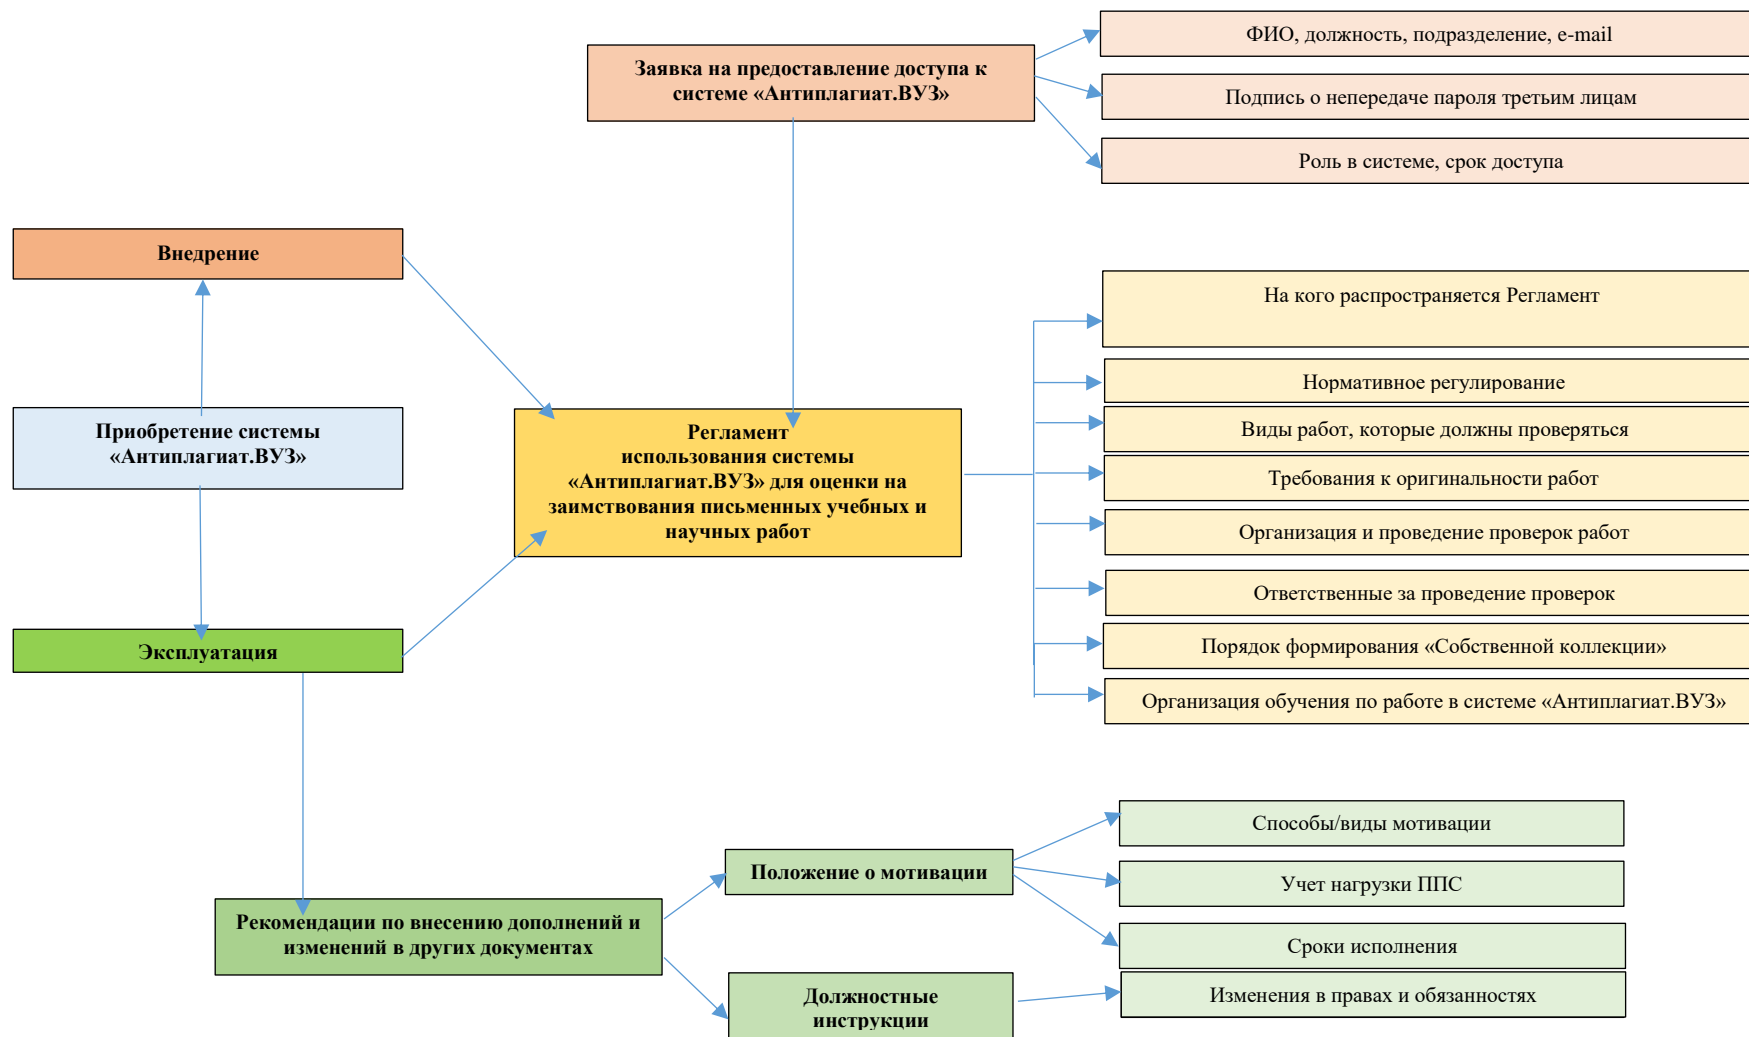 ФИО, должность, подразделение, e-mail
Заявка на предоставление доступа к
системе «Антиплагиат.ВУЗ»
Подпись о непередаче пароля третьим лицам
Роль в системе, срок доступа
Внедрение
Приобретение системы
«Антиплагиат.ВУЗ»
Эксплуатация
Регламент
использования системы
«Антиплагиат.ВУЗ» для оценки на
заимствования письменных учебных и
научных работ
На кого распространяется Регламент
Нормативное регулирование
Виды работ, которые должны проверяться
Требования к оригинальности работ
Организация и проведение проверок работ
Ответственные за проведение проверок
Порядок формирования «Собственной коллекции»
Организация обучения по работе в системе «Антиплагиат.ВУЗ»
Рекомендации по внесению дополнений и
изменений в других документах
Положение о мотивации
Способы/виды мотивации
Учет нагрузки ППС
Сроки исполнения
Должностные
инструкции
Изменения в правах и обязанностях